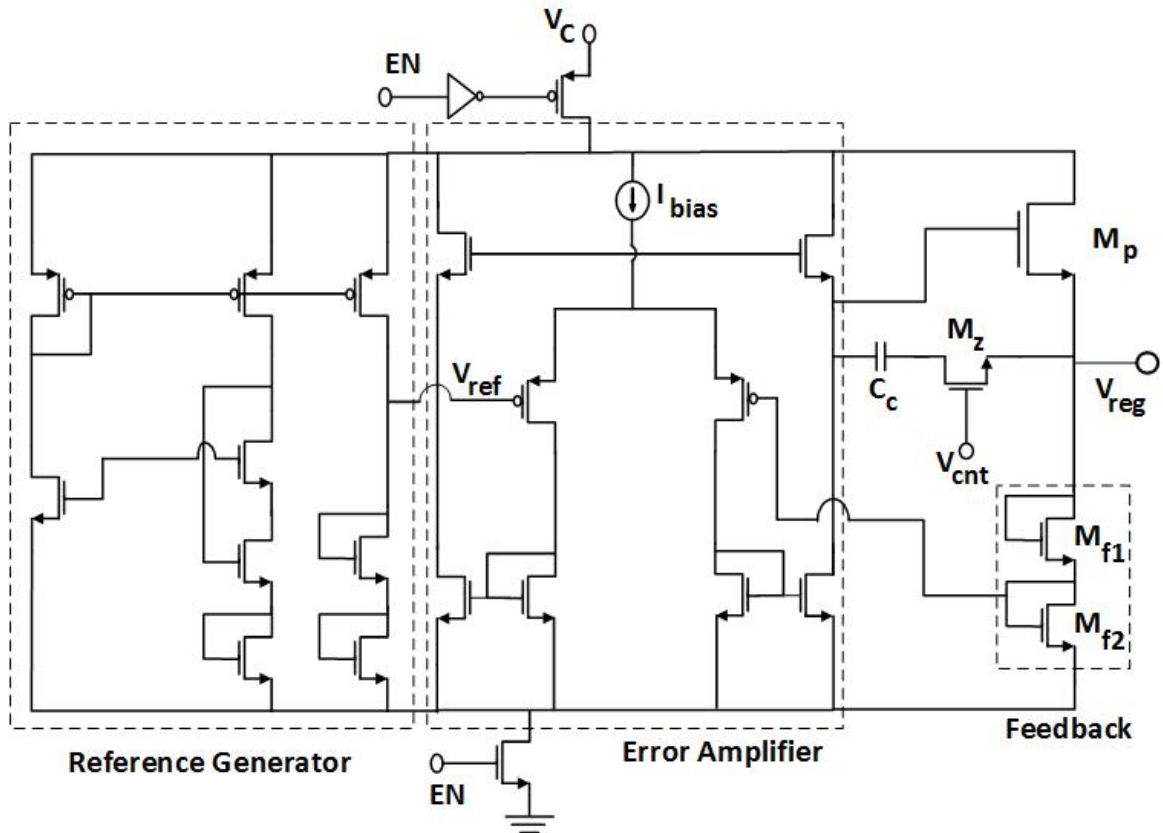 V_C
EN
I_bias
M_p
M_z
V_ref
C_c
V_reg
V_cnt
M_f1
M_f2
Feedback
Reference Generator
Error Amplifier
EN